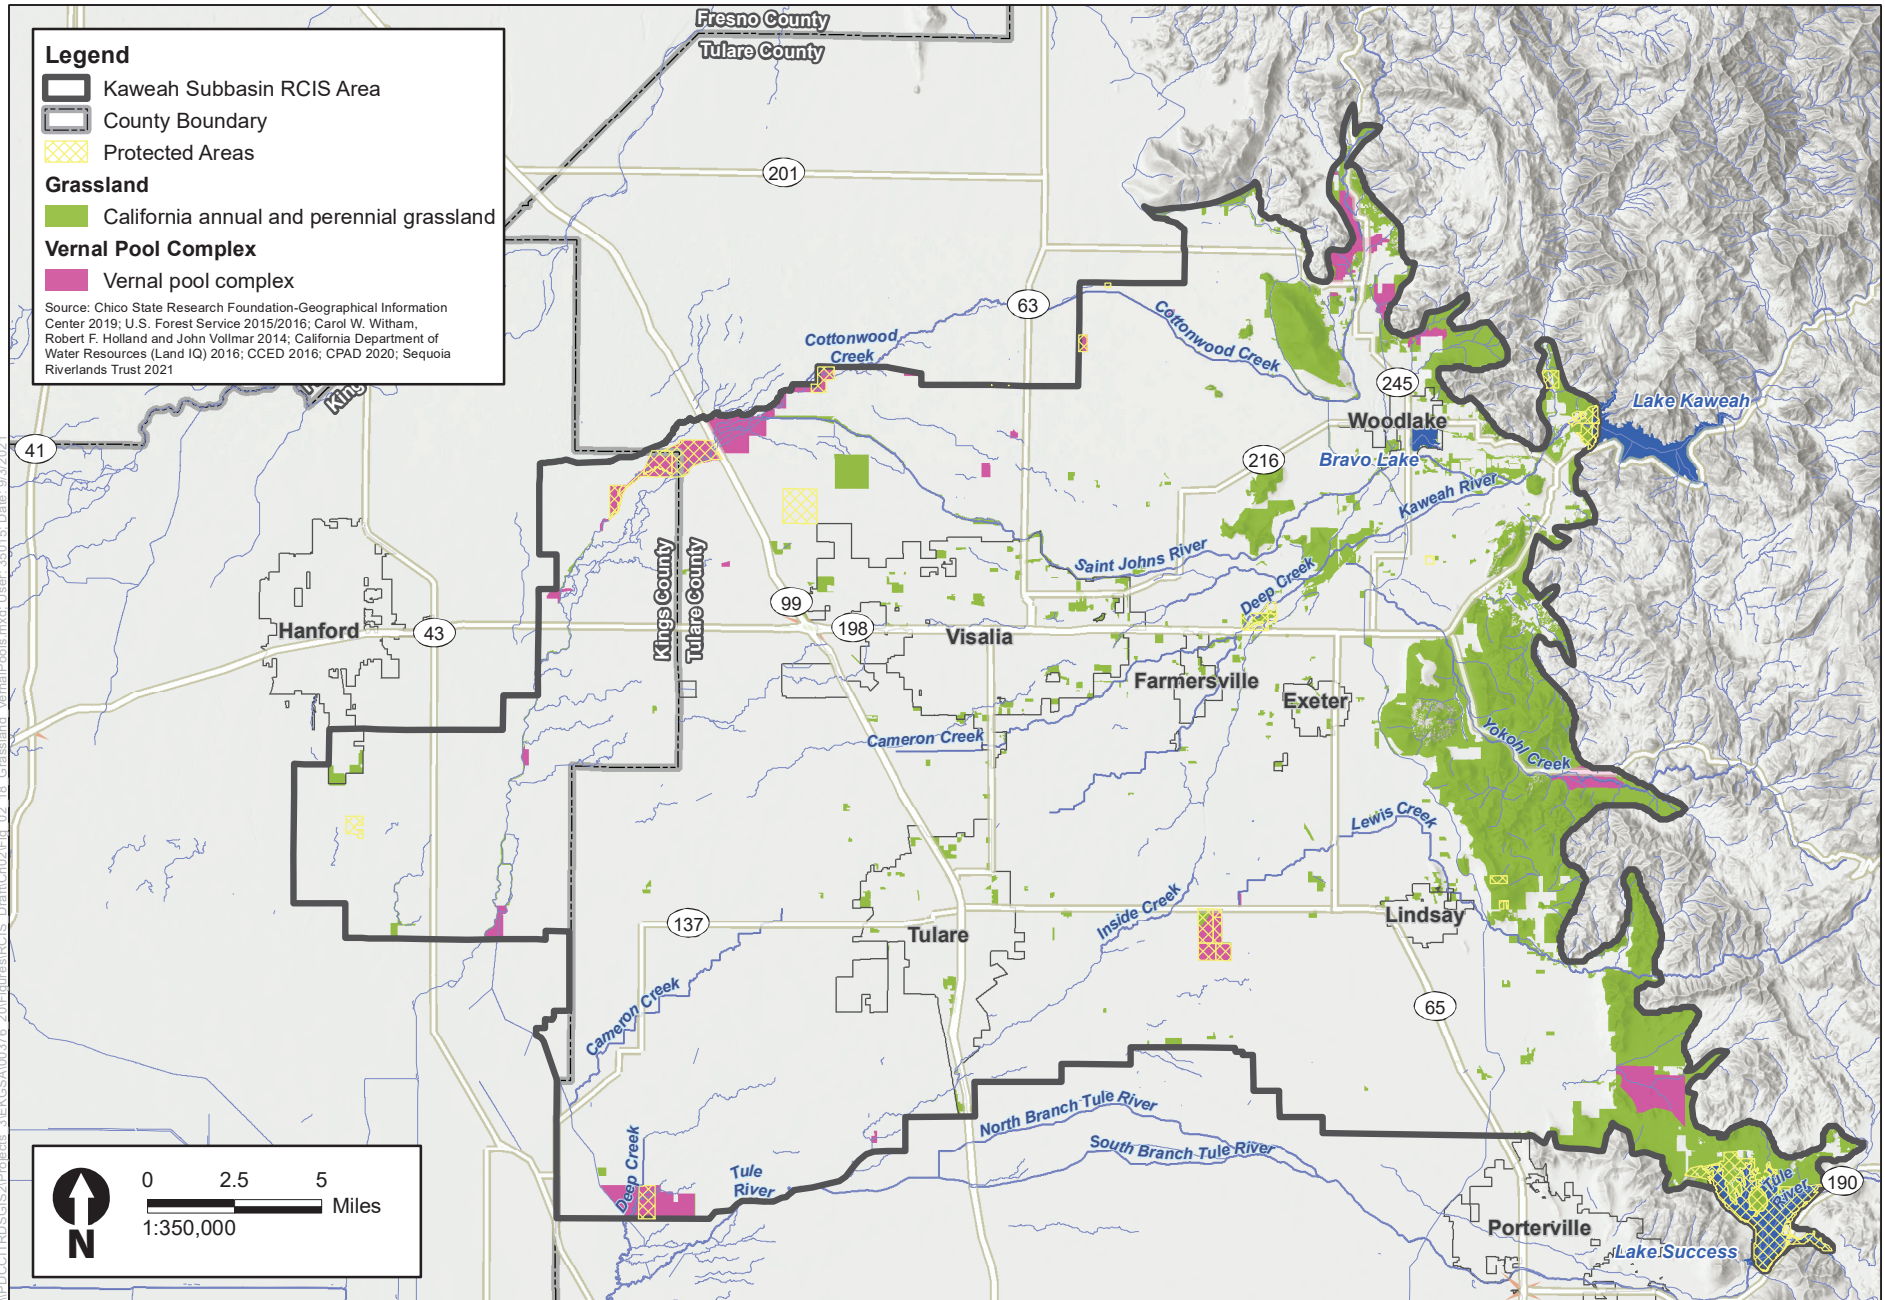 Legend
Kaweah Subbasin RCIS Area
County Boundary
Protected Areas
Grassland
California annual and perennial grassland
Vernal Pool Complex
Vernal pool complex
Source: Chico State Research Foundation-Geographical Information
Center 2019; U.S. Forest Service 2015/2016; Carol W. Witham,
Robert F. Holland and John Vollmar 2014; California Department of
Water Resources (Land IQ) 2016; CCED 2016; CPAD 2020; Sequoia
Riverlands Trust 2021
Fresno County
Tulare County
201
63
Cottonwood
Creek
Cottonwood Creek
245
Woodlake
Lake Kaweah
Bravo Lake
216
Kaweah River
41
Kings County
Tulare County
Saint Johns River
Deep Creek
99
198
Hanford
43
Visalia
Farmersville
Exeter
Cameron Creek
Yokohl Creek
Lewis Creek
137
Tulare
Inside Creek
Lindsay
Cameron Creek
65
North Branch Tule River
South Branch Tule River
Deep Creek
Tule
River
Tule
River
190
Porterville
Lake Success
0 2.5 5
Miles
1:350,000
N